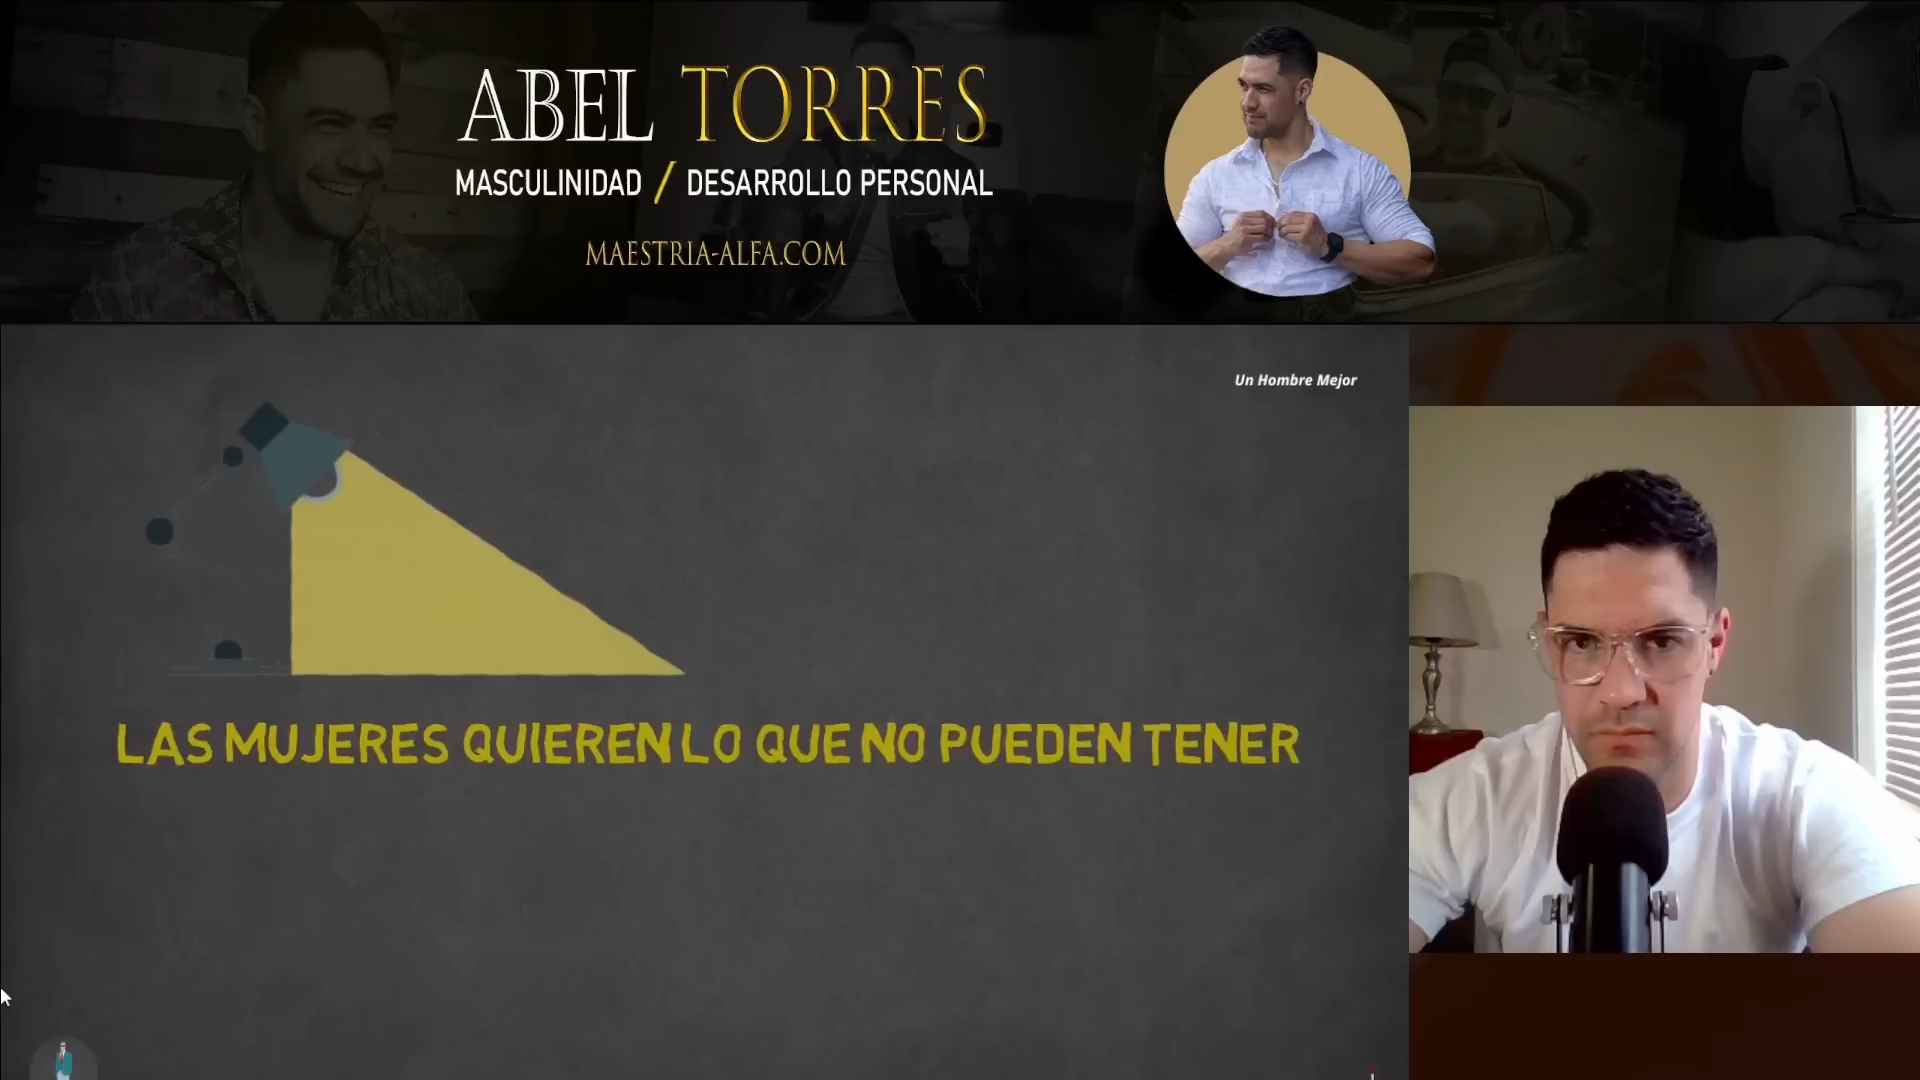 ABEL TORRES
MASCULINIDAD / DESARROLLO PERSONAL
MAESTRIA-ALFA.COM
Un Hombre Mejor
LAS MUJERES QUIEREN LO QUE NO PUEDEN TENER